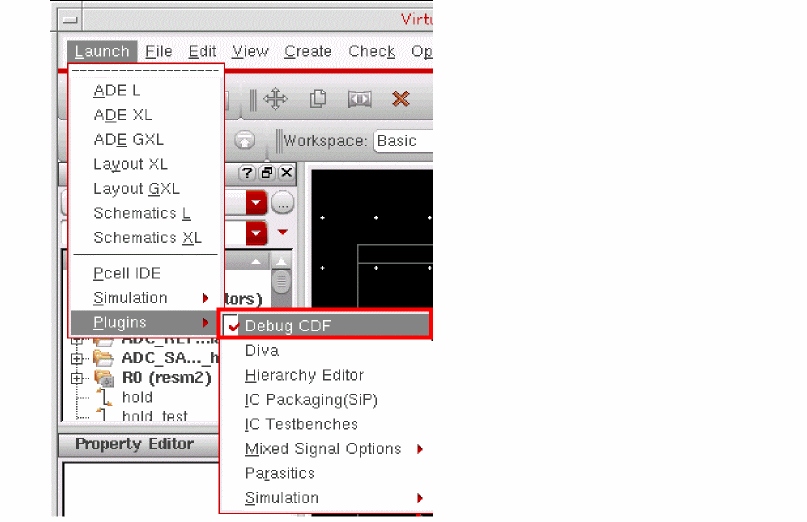 Virtu
Launch File Edit View Create Check Op
ADE L
ADE XL
ADE GXL
Layout XL
Workspace: Basic
Layout GXL
Schematics L
Schematics XL
Pcell IDE
Simulation
tors)
Plugins
Debug CDF
Diva
ADC_SA..._h
Hierarchy Editor
R0 (resm2)
IC Packaging(SiP)
hold
IC Testbenches
hold_test
Mixed Signal Options
Property Editor
Parasitics
Simulation